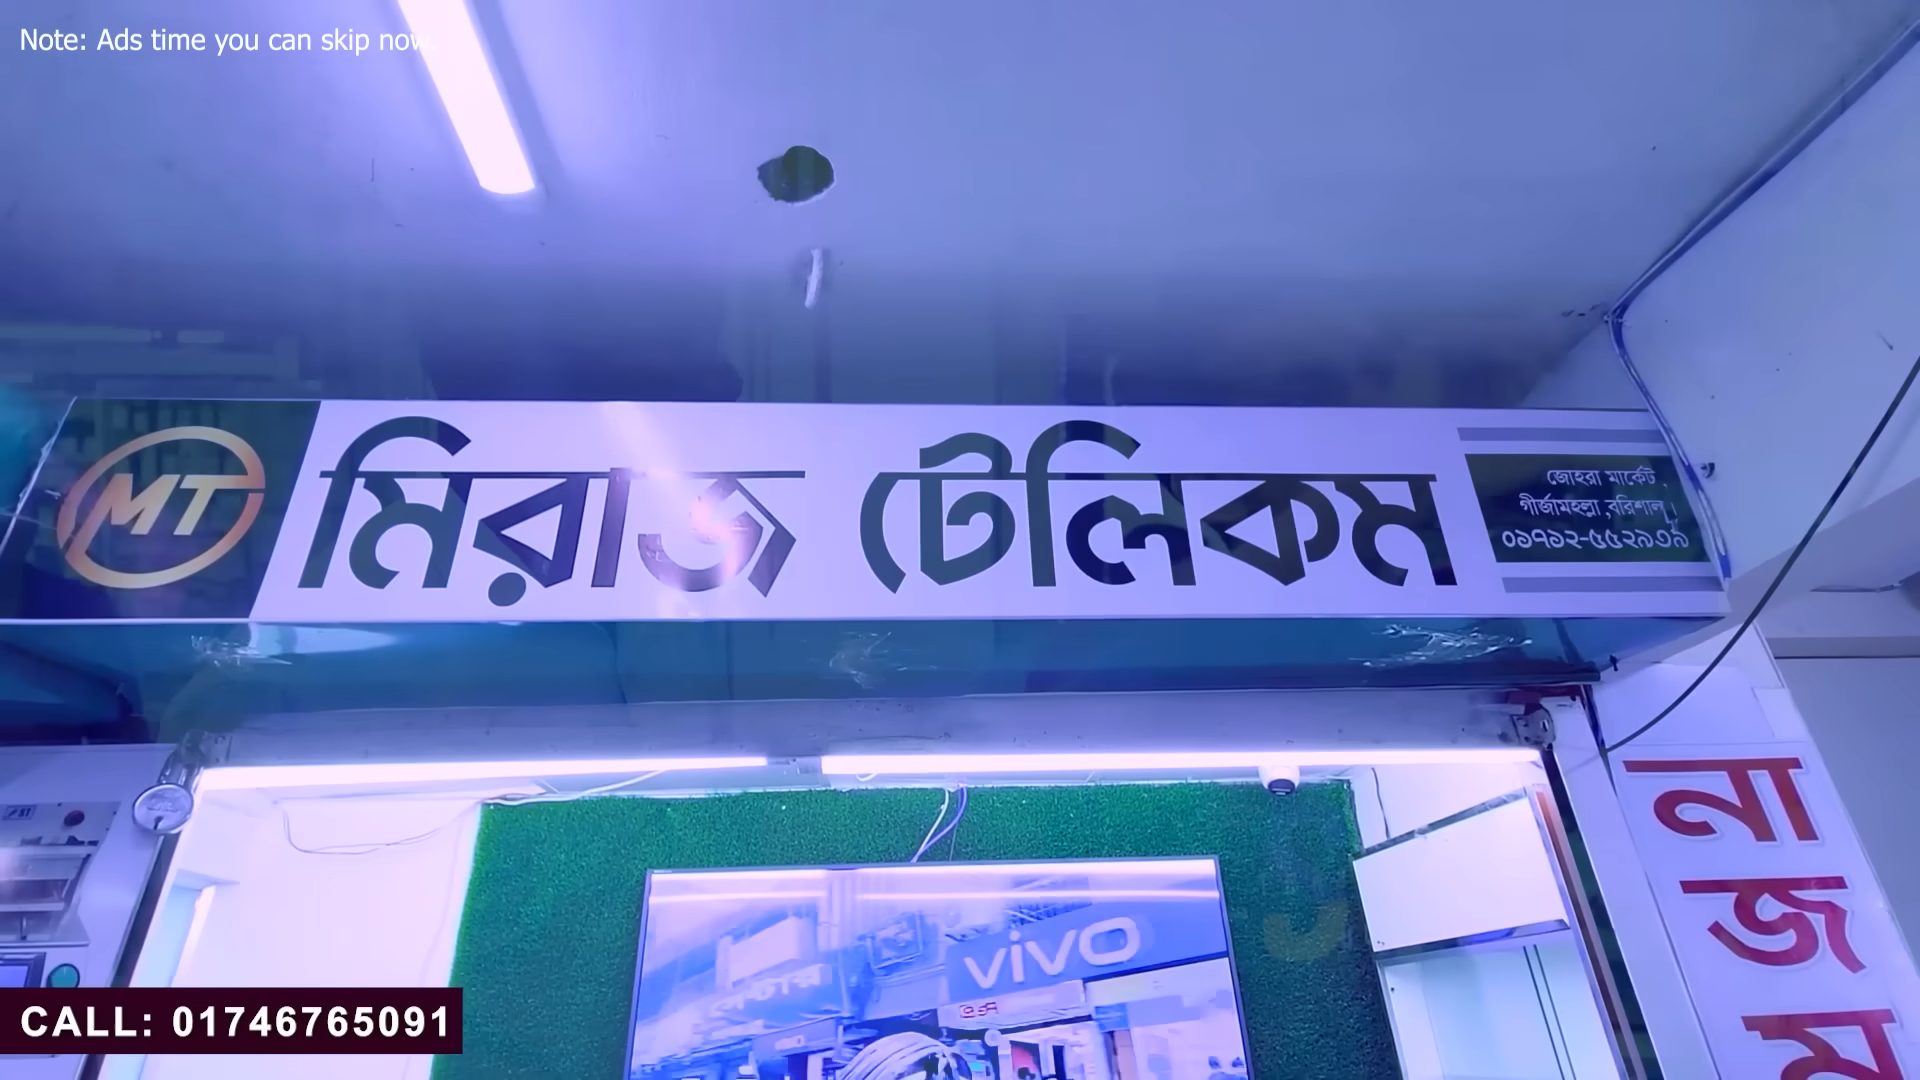 Note: Ads time you can skip now.
MT
মিরাজ টেলিকম
জোহরা মার্কেট
গীর্জামহল্লা, বরিশাল।
০১৭১২-৫৫২৯৩৯
vivo
না
জ
ম
CALL: 01746765091